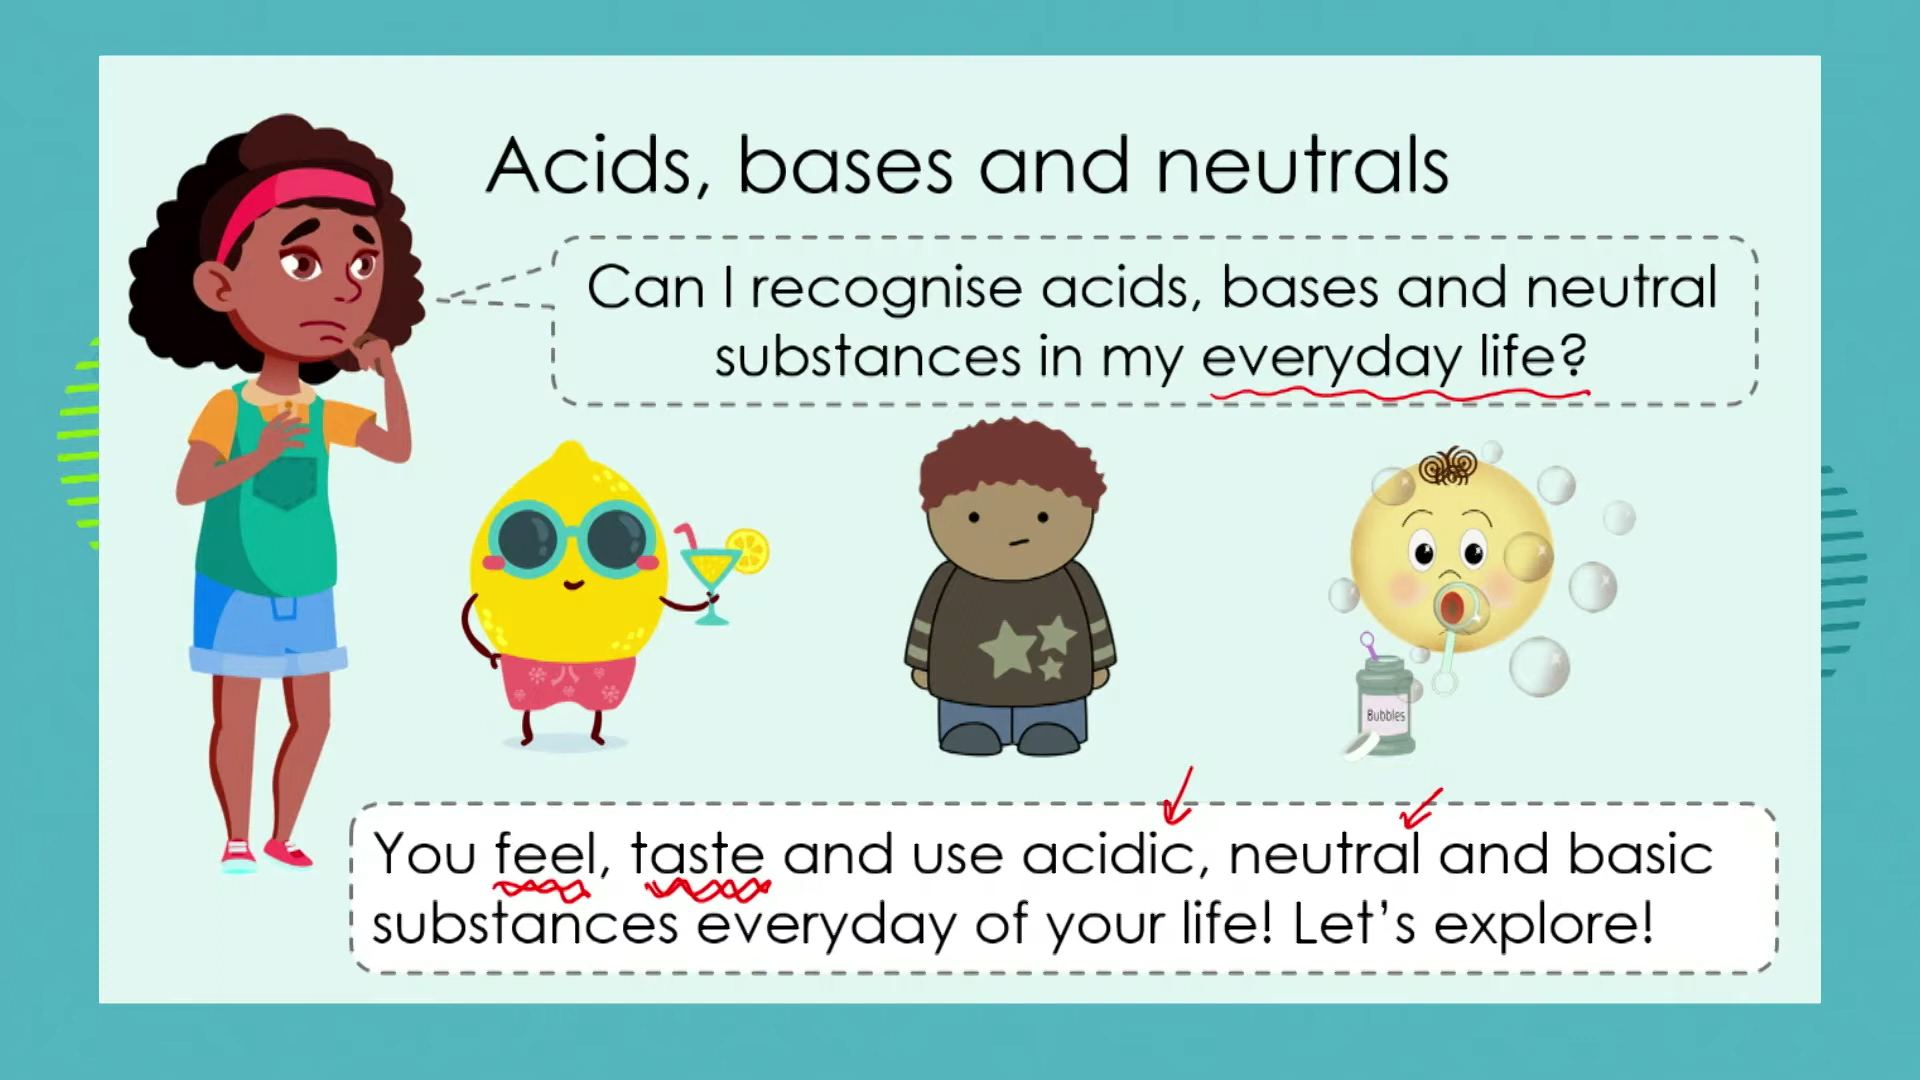 Acids, bases and neutrals
Can I recognise acids, bases and neutral
substances in my everyday life?
Bubbles
You feel, taste and use acidic, neutral and basic
substances everyday of your life! Let's explore!